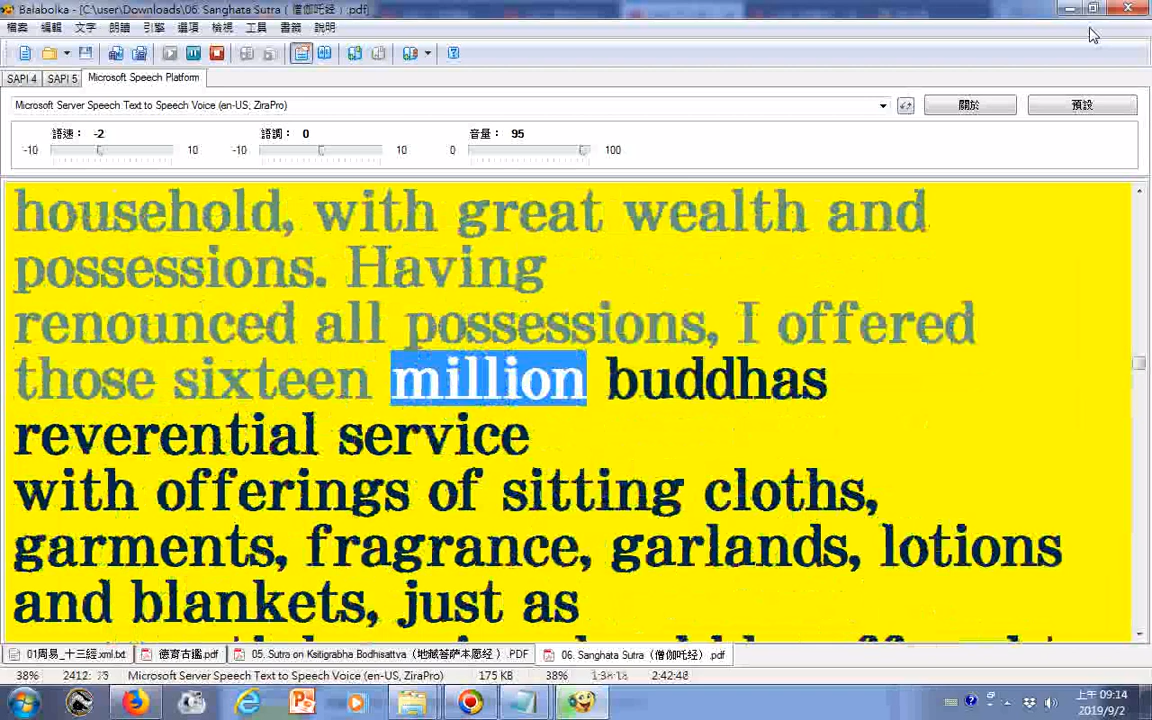 Balabolka - [C:\user\Downloads\06. Sanghata Sutra（僧伽吒经）.pdf]
檔案 編輯 文字 朗讀 引擎 選項 檢視 工具 書籤 說明
SAPI 4 SAPI 5 Microsoft Speech Platform
Microsoft Server Speech Text to Speech Voice (en-US, ZiraPro) 關於 預設
語速： -2 語調： 0 音量： 95
-10 10 -10 10 0 100
household, with great wealth and
possessions. Having
renounced all possessions, I offered
those sixteen million buddhas
reverential service
with offerings of sitting cloths,
garments, fragrance, garlands, lotions
and blankets, just as
01周易_十三經.xml.txt 德育古鑑.pdf 05. Sutra on Ksitigrabha Bodhisattva（地藏菩萨本愿经）.PDF 06. Sanghata Sutra（僧伽吒经）.pdf
38% Microsoft Server Speech Text to Speech Voice (en-US, ZiraPro) 175 KB 38% 2:42:48
上午 09:14
2019/9/2